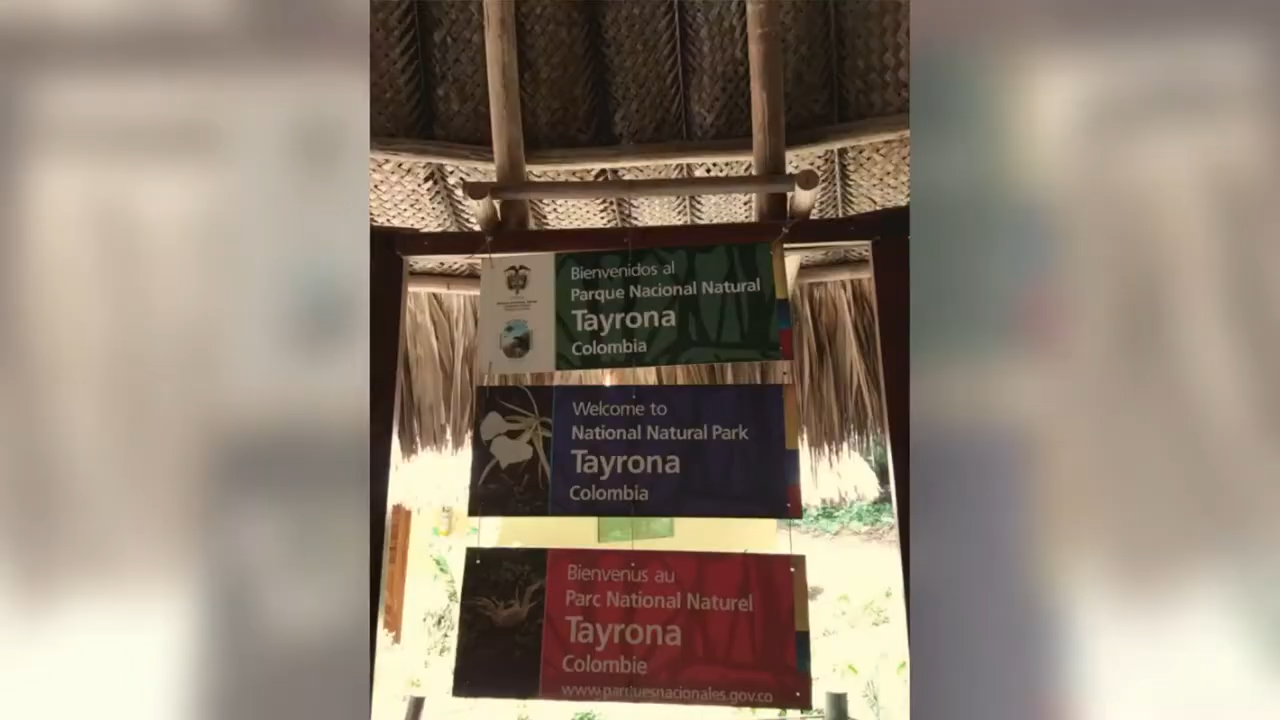 Bienvenidos al
Parque Nacional Natural
Tayrona
Colombia
Welcome to
National Natural Park
Tayrona
Colombia
Bienvenus au
Parc National Naturel
Tayrona
Colombie
www.parquesnacionales.gov.co